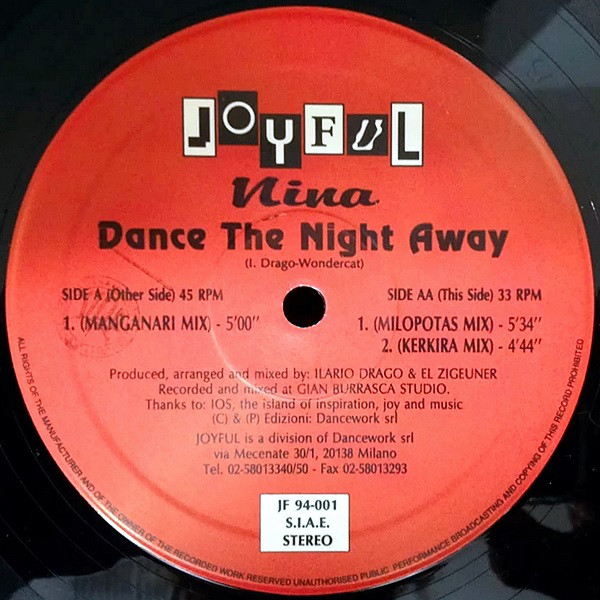 JOYFUL
Nina
Dance The Night Away
(I. Drago-Wondercat)
SIDE A (Other Side) 45 RPM
1. (MANGANARI MIX) - 5'00"
SIDE AA (This Side) 33 RPM
1. (MILOPOTAS MIX) - 5'34"
2. (KERKIRA MIX) - 4'44"
Produced, arranged and mixed by: ILARIO DRAGO & EL ZIGEUNER
Recorded and mixed at GIAN BURRASCA STUDIO.
Thanks to: IOS, the island of inspiration, joy and music
(C) & (P) Edizioni: Dancework srl
JOYFUL is a division of Dancework srl
via Mecenate 30/1, 20138 Milano
Tel. 02-58013340/50 - Fax 02-58013293
JF 94-001
S.I.A.E.
STEREO
ALL RIGHTS OF THE MANUFACTURER AND OF THE OWNER OF THE RECORDED WORK RESERVED UNAUTHORISED PUBLIC PERFORMANCE BROADCASTING AND COPYING OF THIS RECORD PROHIBITED